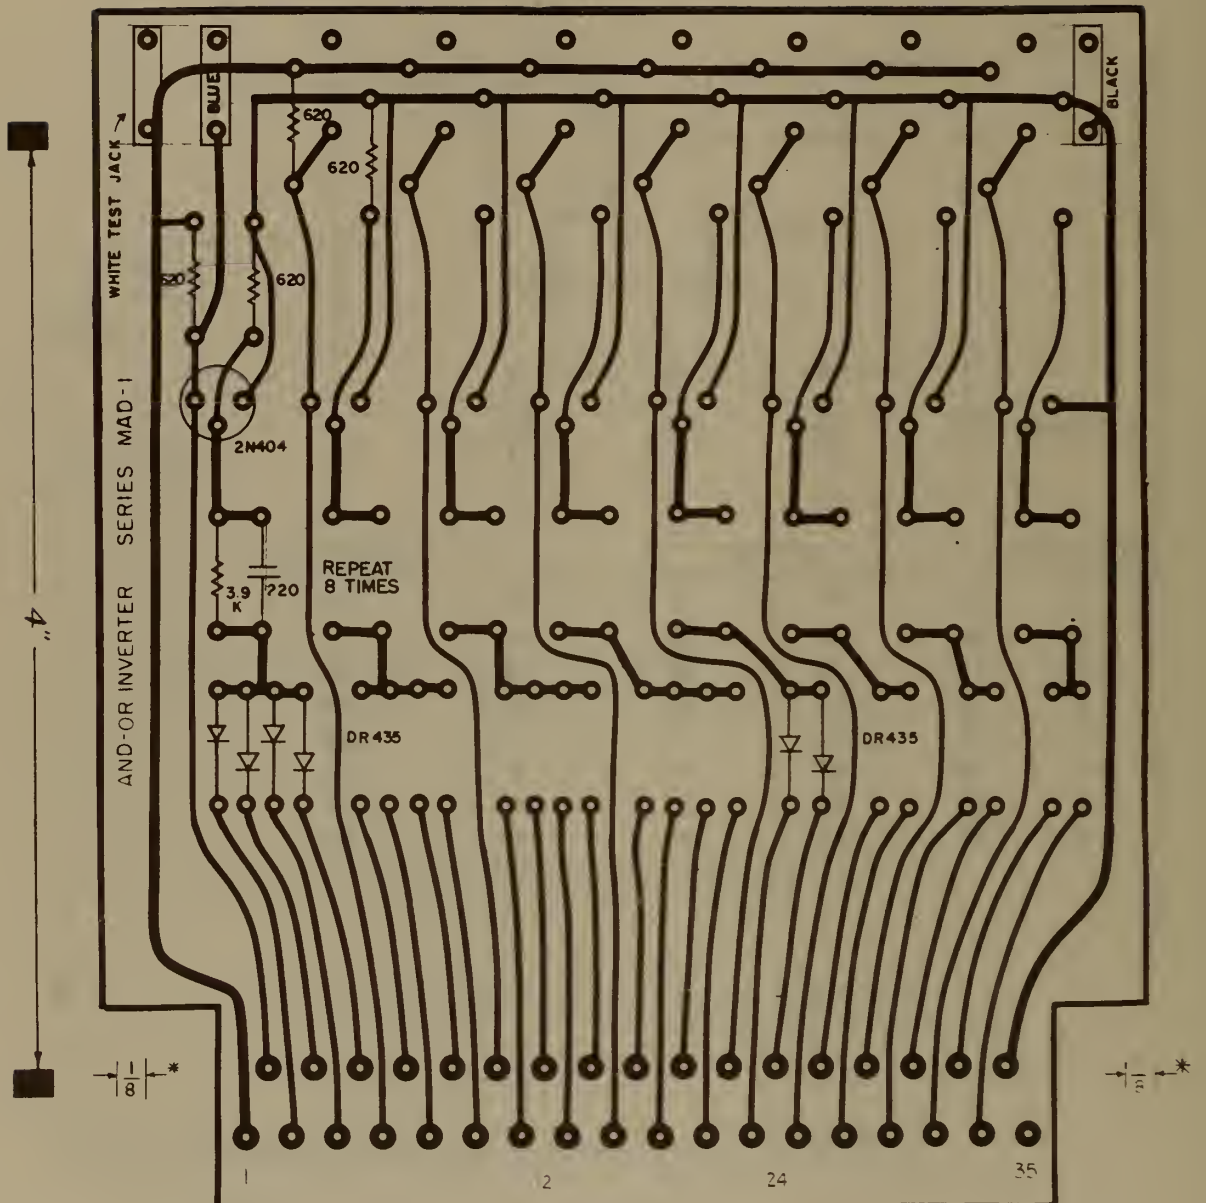 BLUE
BLACK
WHITE TEST JACK
620
620
620
620
2N404
AND-OR INVERTER SERIES MAD-1
4"
REPEAT
8 TIMES
3.9
K
220
DR435
DR435
1/8 *
*
1
2
24
35